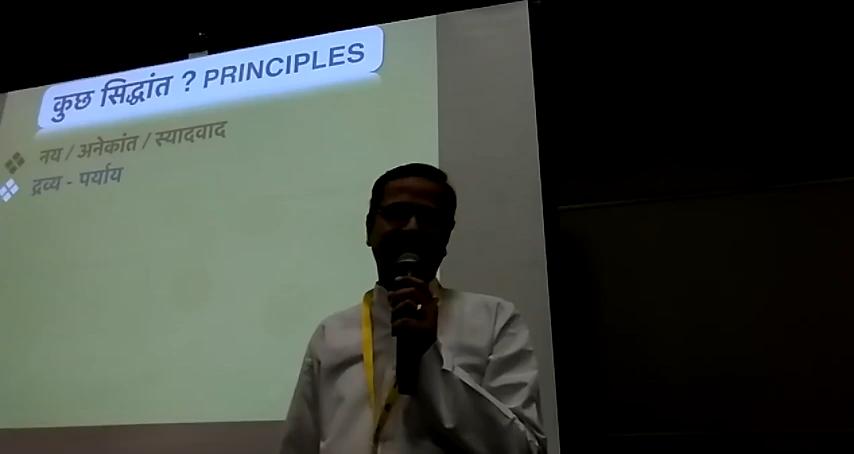 कुछ सिद्धांत ? PRINCIPLES
नय / अनेकांत / स्यादवाद
द्रव्य - पर्याय